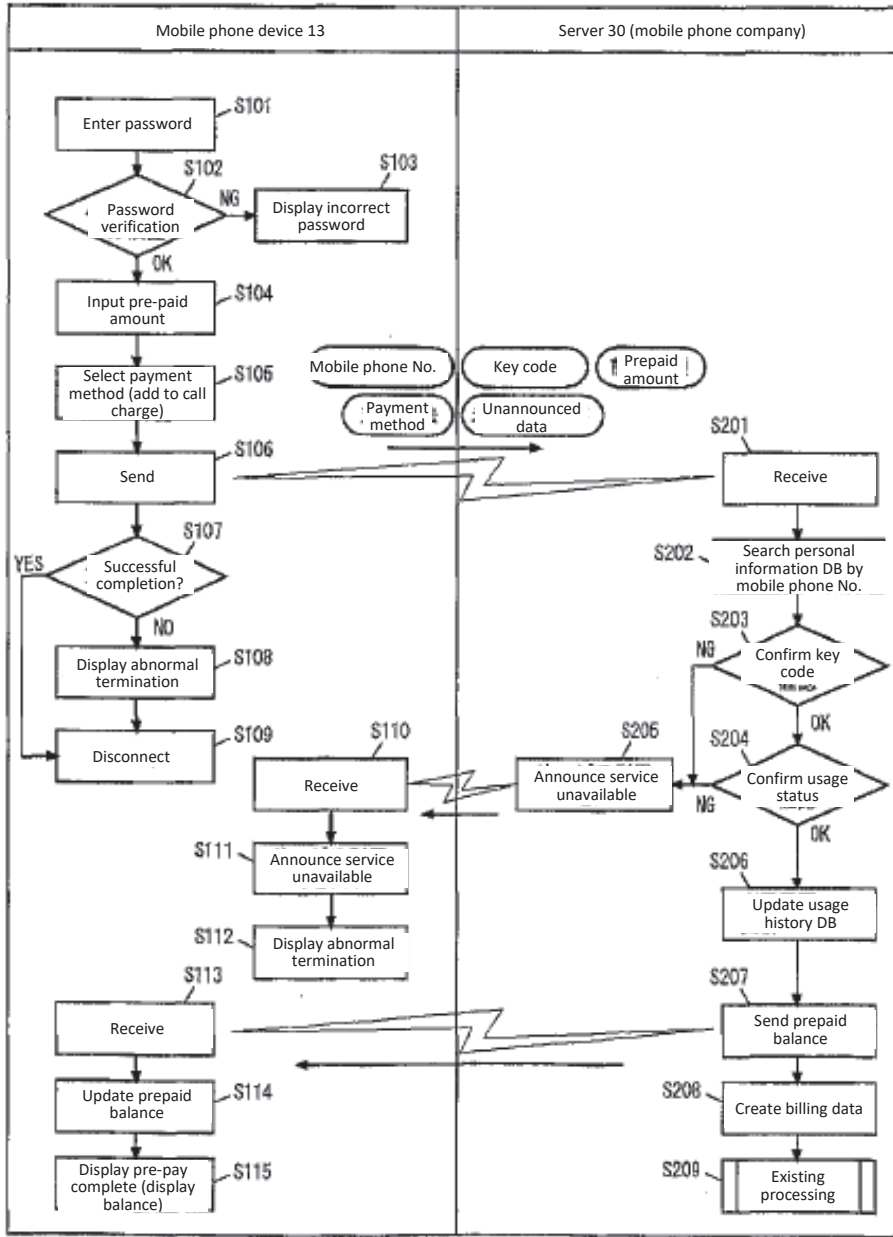 Mobile phone device 13
Server 30 (mobile phone company)
S101
Enter password
S102
Password
verification
NG
S103
Display incorrect
password
OK
S104
Input pre-paid
amount
S105
Select payment
method (add to call
charge)
Mobile phone No.
Key code
Prepaid
amount
Payment
method
Unannounced
data
S106
Send
S201
Receive
S107
YES
Successful
completion?
NO
S202
Search personal
information DB by
mobile phone No.
S108
Display abnormal
termination
S203
NG
Confirm key
code
OK
S109
Disconnect
S110
Receive
S205
Announce service
unavailable
S204
Confirm usage
status
NG
OK
S111
Announce service
unavailable
S206
Update usage
history DB
S112
Display abnormal
termination
S113
Receive
S207
Send prepaid
balance
S114
Update prepaid
balance
S208
Create billing data
S115
Display pre-pay
complete (display
balance)
S209
Existing
processing